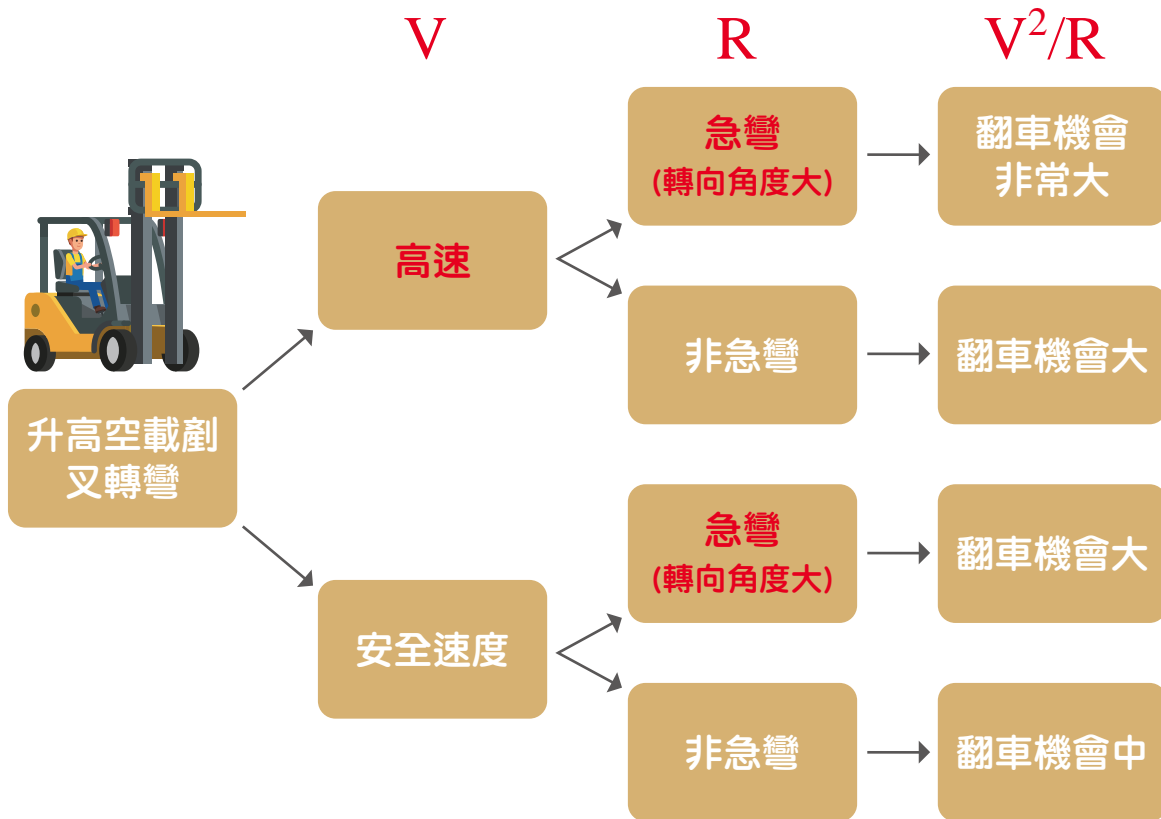 V
R
V²/R
急彎
(轉向角度大)
翻車機會
非常大
高速
非急彎
翻車機會大
升高空載剷
叉轉彎
急彎
(轉向角度大)
翻車機會大
安全速度
非急彎
翻車機會中